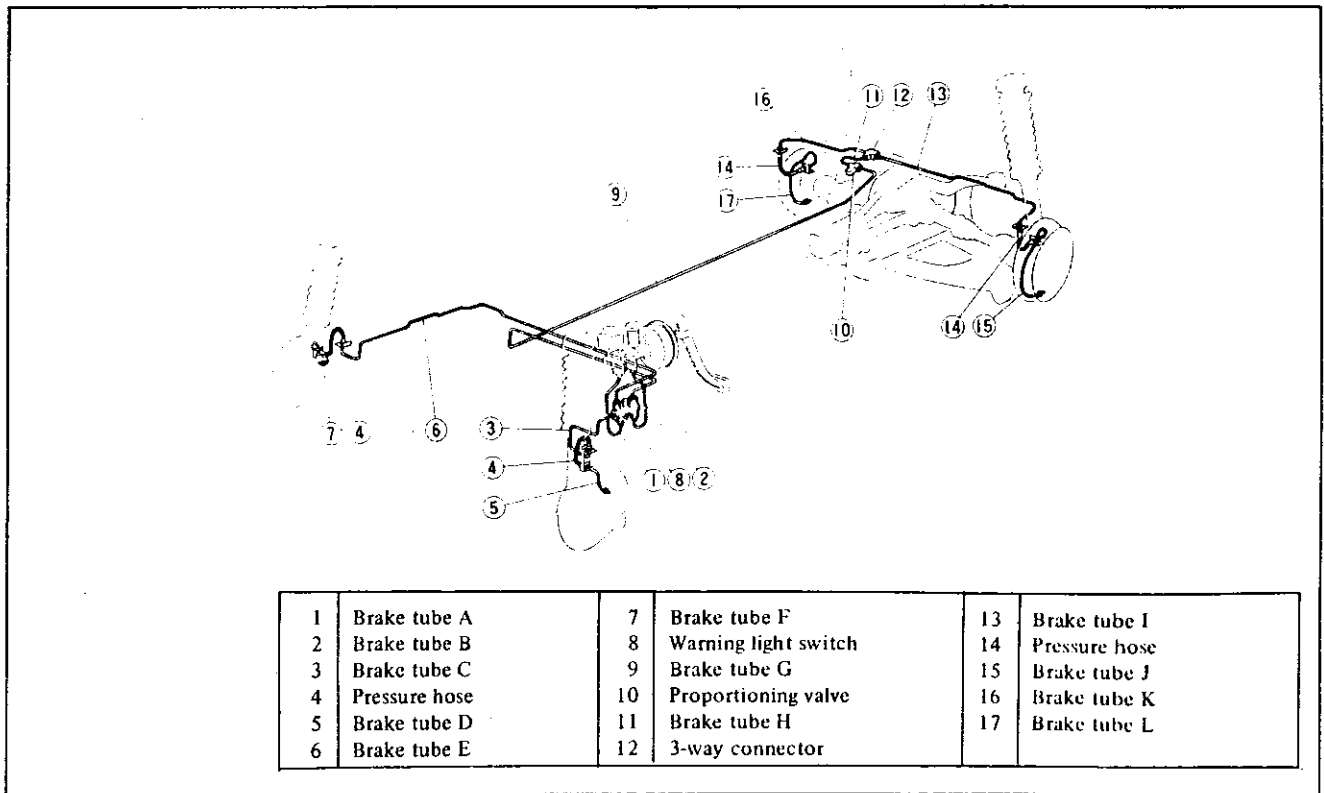 16 11 12 13
14
9 17
10 14 15
7 4 6 3
4 1 8 2
5
1 Brake tube A 7 Brake tube F 13 Brake tube I
2 Brake tube B 8 Warning light switch 14 Pressure hose
3 Brake tube C 9 Brake tube G 15 Brake tube J
4 Pressure hose 10 Proportioning valve 16 Brake tube K
5 Brake tube D 11 Brake tube H 17 Brake tube L
6 Brake tube E 12 3-way connector